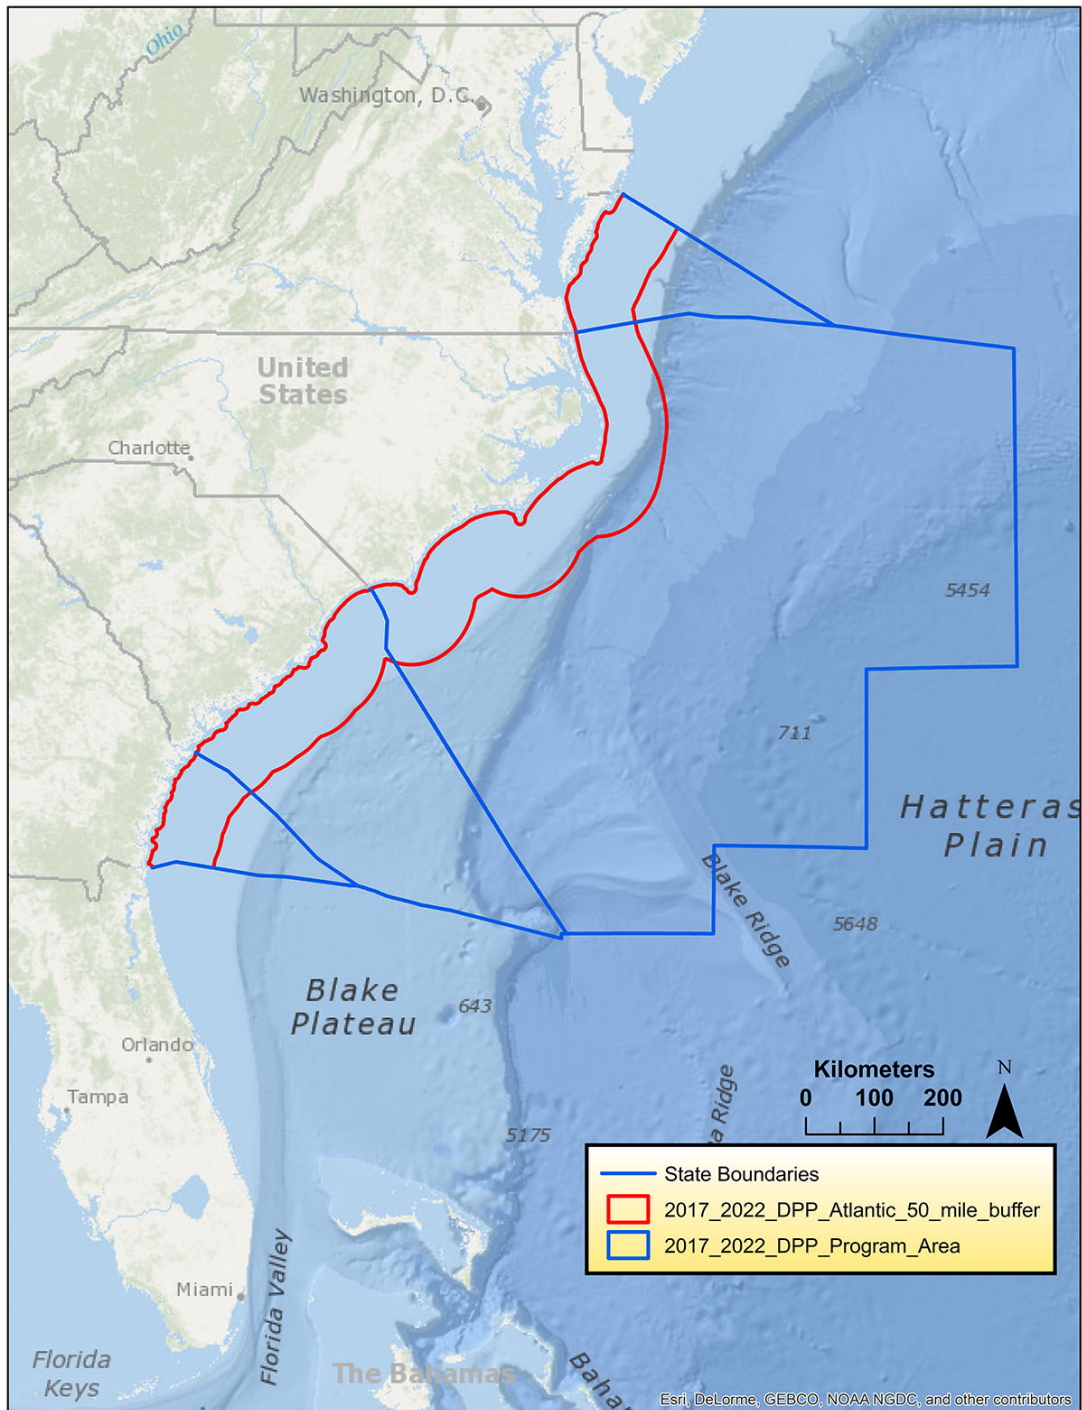 Ohio
Washington, D.C.
United
States
Charlotte
5454
711
Hatteras
Plain
Blake Ridge
5648
Blake
Plateau
643
Orlando
Tampa
5175
a Ridge
Kilometers
0 100 200
N
State Boundaries
2017_2022_DPP_Atlantic_50_mile_buffer
2017_2022_DPP_Program_Area
Miami
Florida Valley
Florida
Keys
The Bahamas
Baha
Esri, DeLorme, GEBCO, NOAA NGDC, and other contributors